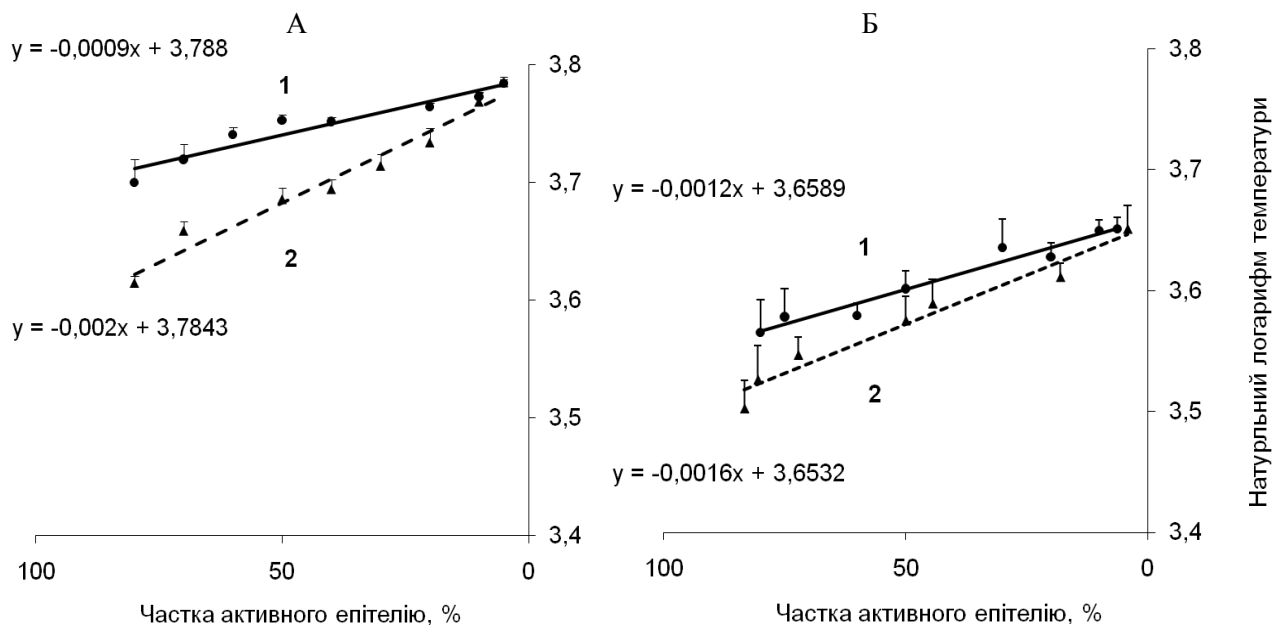 А
y = -0,0009x + 3,788
1
2
y = -0,002x + 3,7843
3,8
3,7
3,6
3,5
3,4
100
50
0
Частка активного епітелію, %
Б
y = -0,0012x + 3,6589
1
2
y = -0,0016x + 3,6532
3,8
3,7
3,6
3,5
3,4
100
50
0
Частка активного епітелію, %
Натурльний логарифи температури